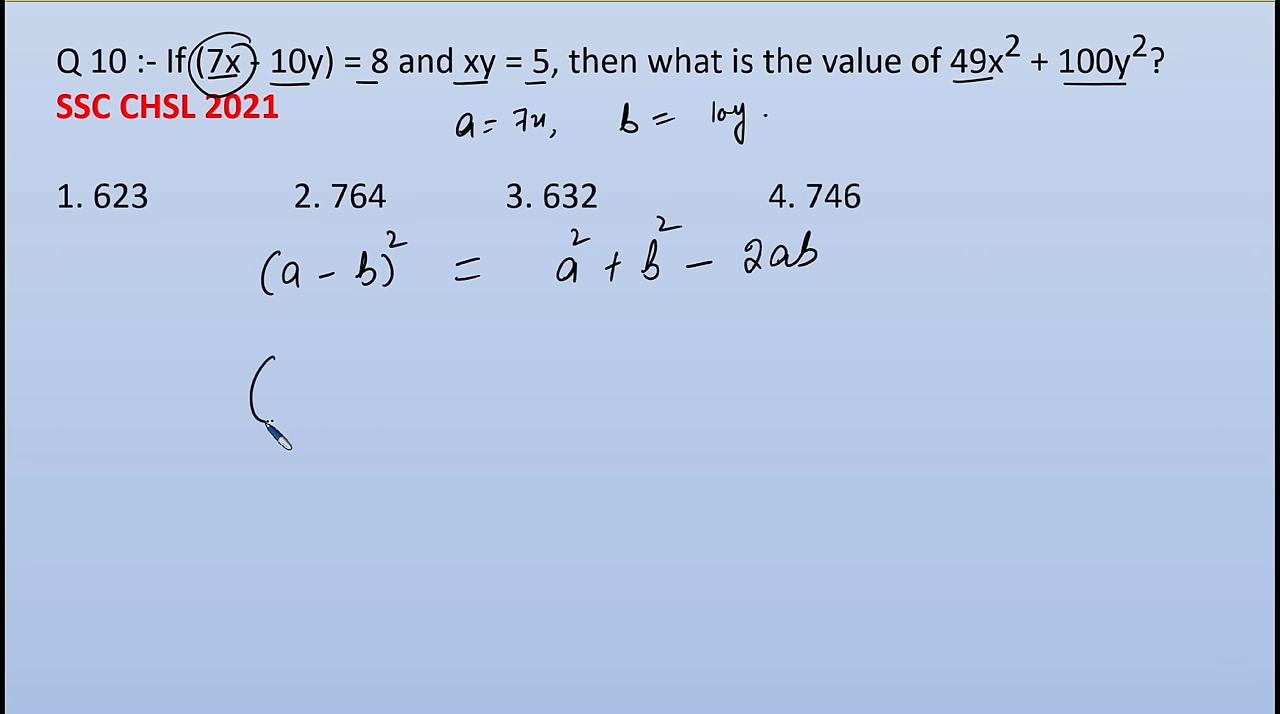 Q 10 :- If (7x - 10y) = 8 and xy = 5, then what is the value of 49x² + 100y²?
SSC CHSL 2021
a = 7x, b = 10y .
1. 623 2. 764 3. 632 4. 746
(a - b)² = a² + b² - 2ab
(